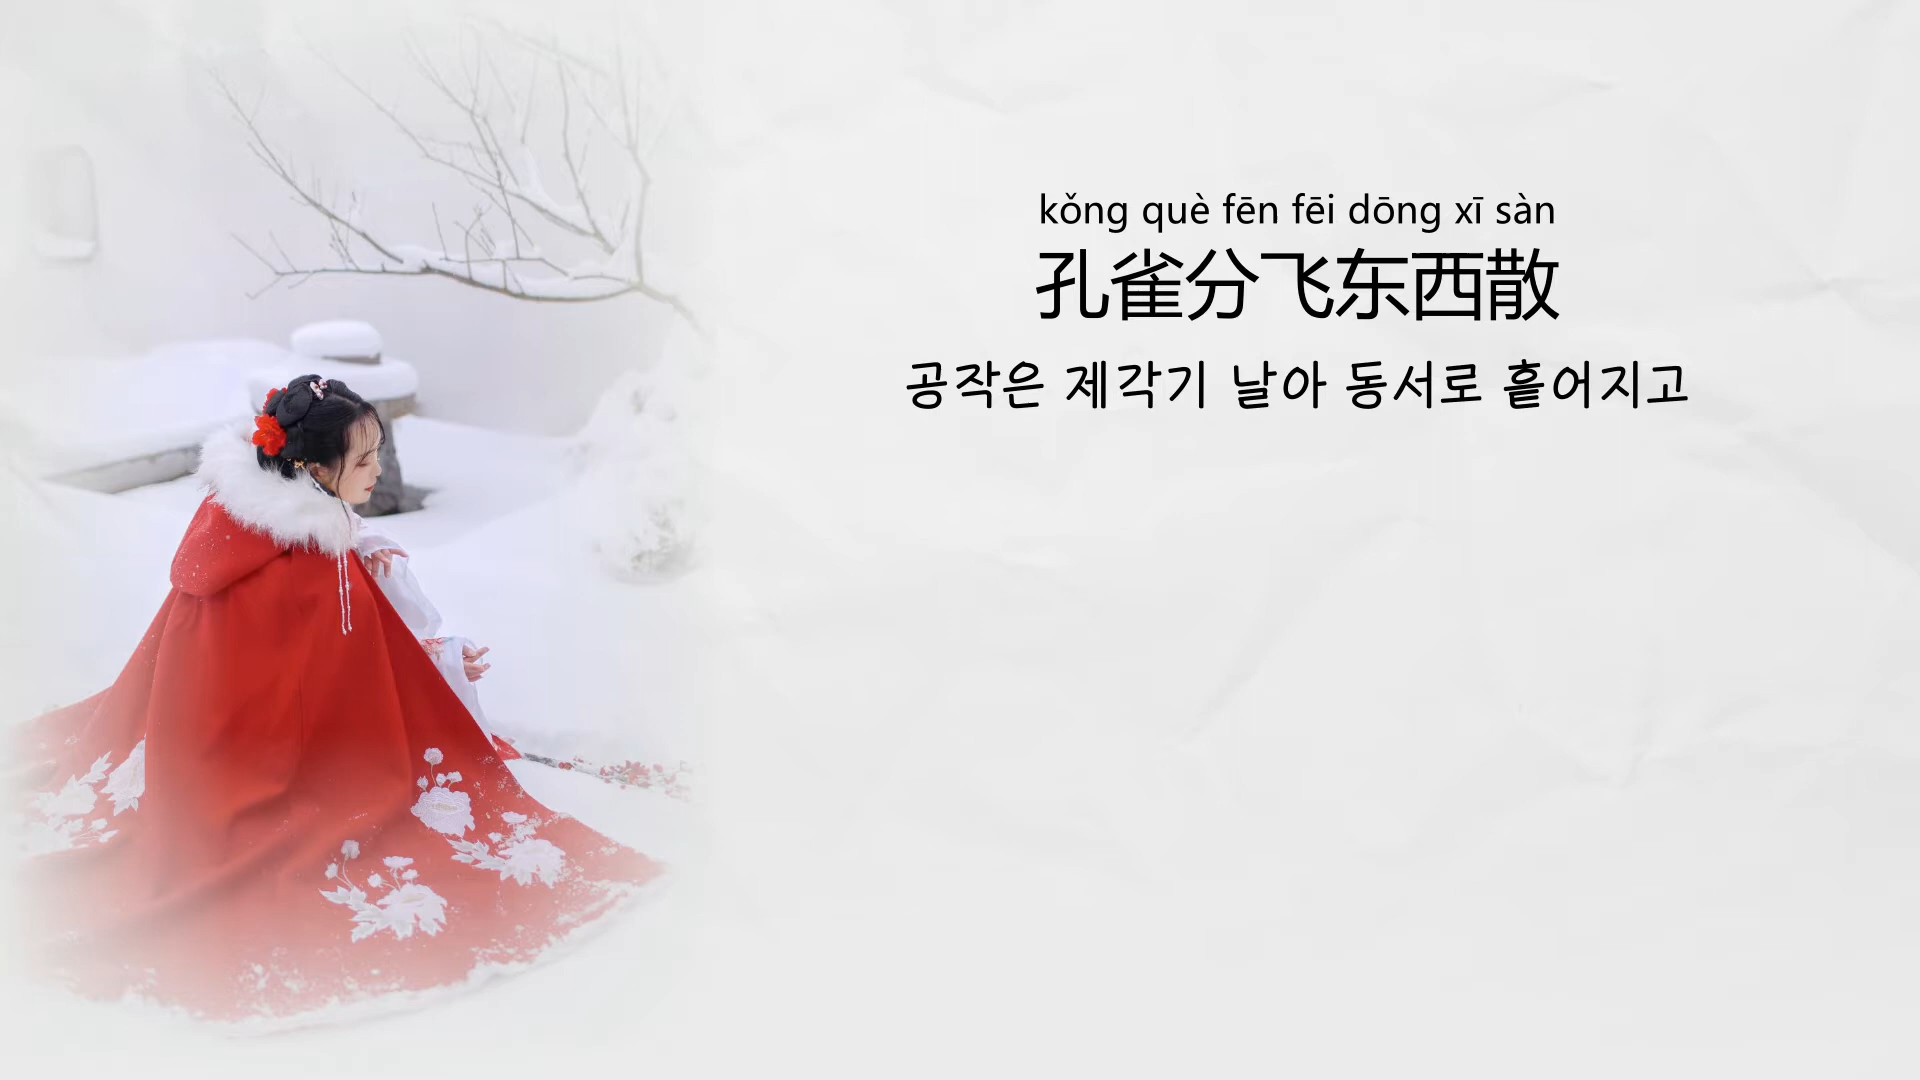 kǒng què fēn fēi dōng xī sàn
孔雀分飞东西散
공작은 제각기 날아 동서로 흩어지고